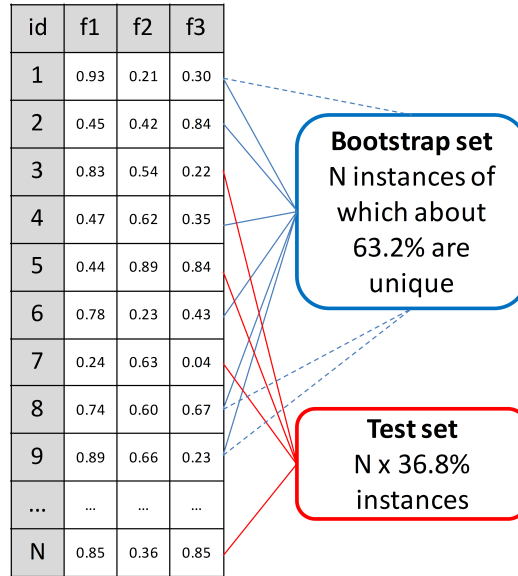 id f1 f2 f3
1 0.93 0.21 0.30
2 0.45 0.42 0.84
3 0.83 0.54 0.22
4 0.47 0.62 0.35
5 0.44 0.89 0.84
6 0.78 0.23 0.43
7 0.24 0.63 0.04
8 0.74 0.60 0.67
9 0.89 0.66 0.23
... ... ... ...
N 0.85 0.36 0.85
Bootstrap set
N instances of
which about
63.2% are
unique
Test set
N x 36.8%
instances